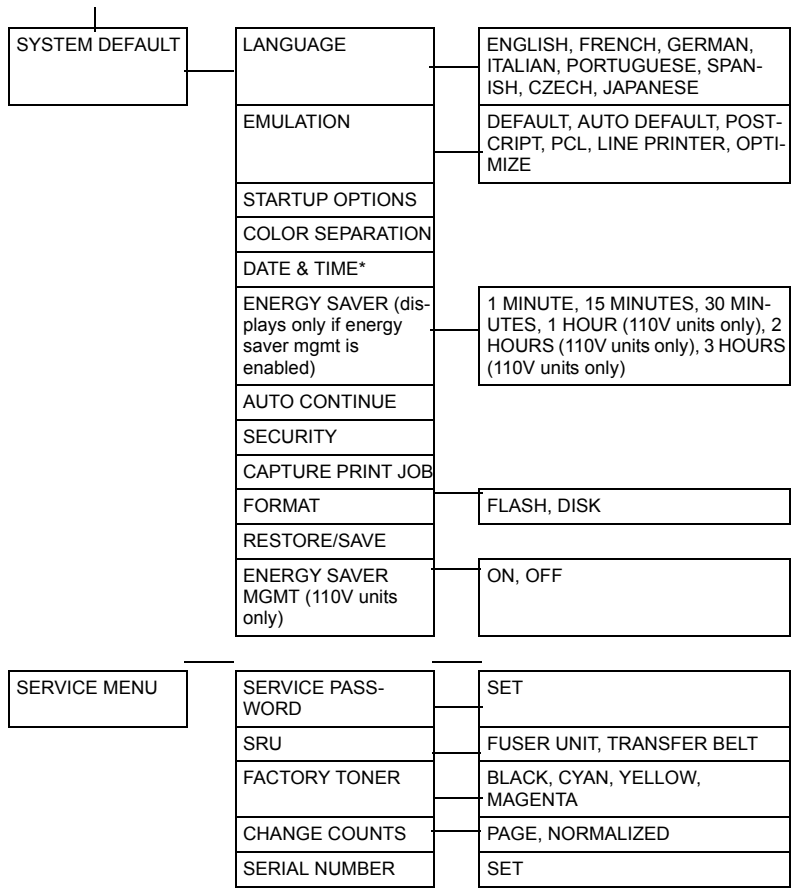 SYSTEM DEFAULT
LANGUAGE
ENGLISH, FRENCH, GERMAN,
ITALIAN, PORTUGUESE, SPAN-
ISH, CZECH, JAPANESE
EMULATION
DEFAULT, AUTO DEFAULT, POST-
CRIPT, PCL, LINE PRINTER, OPTI-
MIZE
STARTUP OPTIONS
COLOR SEPARATION
DATE & TIME*
ENERGY SAVER (dis-
plays only if energy
saver mgmt is
enabled)
1 MINUTE, 15 MINUTES, 30 MIN-
UTES, 1 HOUR (110V units only), 2
HOURS (110V units only), 3 HOURS
(110V units only)
AUTO CONTINUE
SECURITY
CAPTURE PRINT JOB
FORMAT
FLASH, DISK
RESTORE/SAVE
ENERGY SAVER
MGMT (110V units
only)
ON, OFF
SERVICE MENU
SERVICE PASS-
WORD
SET
SRU
FUSER UNIT, TRANSFER BELT
FACTORY TONER
BLACK, CYAN, YELLOW,
MAGENTA
CHANGE COUNTS
PAGE, NORMALIZED
SERIAL NUMBER
SET